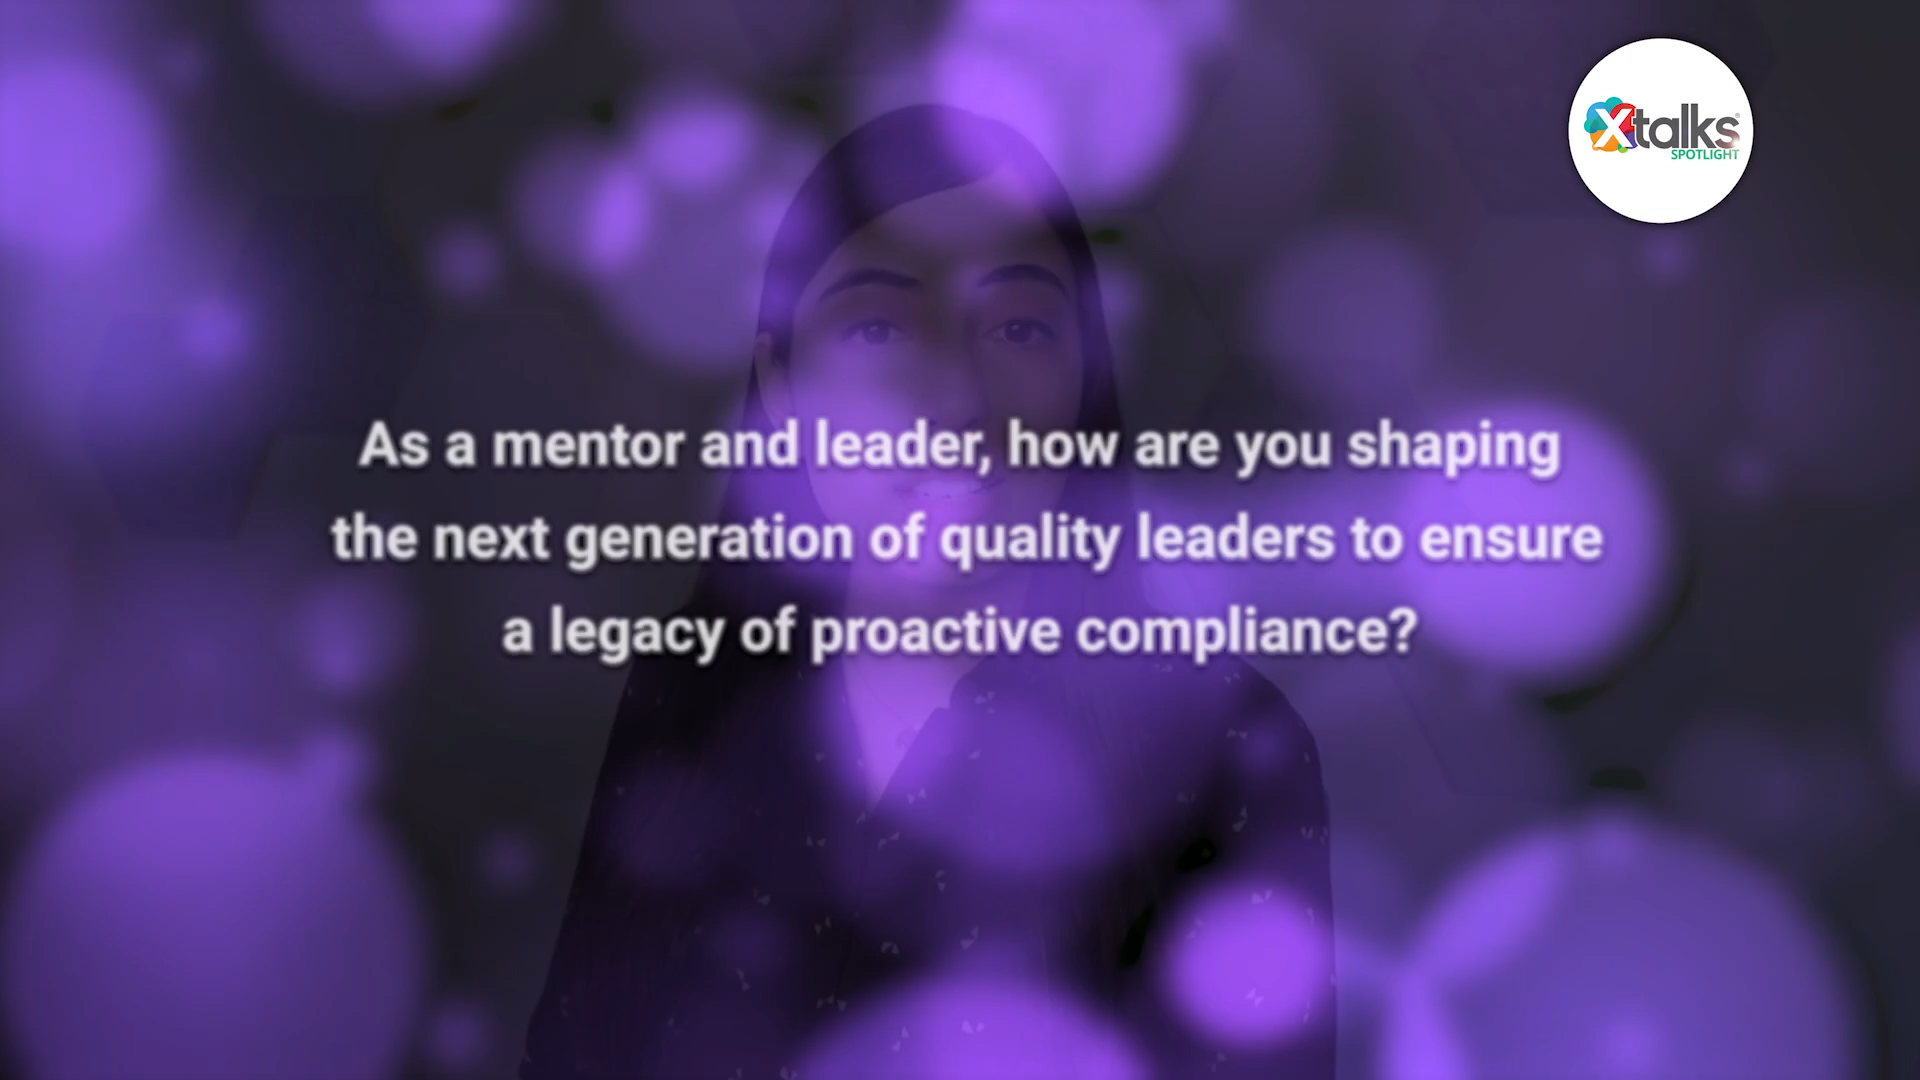 Xtalks
SPOTLIGHT
As a mentor and leader, how are you shaping
the next generation of quality leaders to ensure
a legacy of proactive compliance?